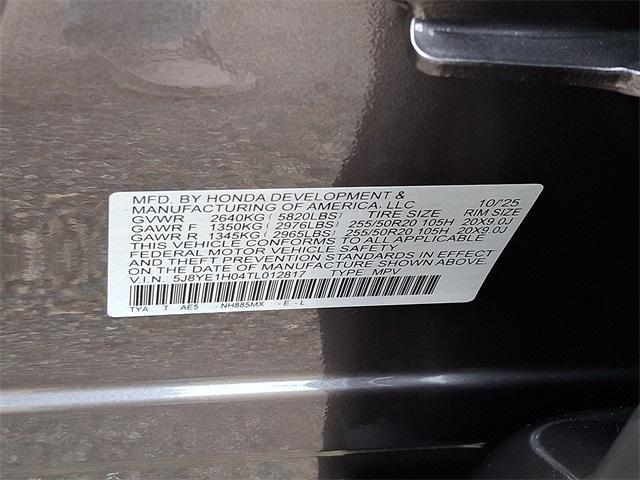 MFD. BY HONDA DEVELOPMENT &
MANUFACTURING OF AMERICA, LLC 10/'25
GVWR 2640KG ( 5820LBS) TIRE SIZE RIM SIZE
GAWR F 1350KG ( 2976LBS) 255/50R20 105H 20X9.0J
GAWR R 1345KG ( 2965LBS) 255/50R20 105H 20X9.0J
THIS VEHICLE CONFORMS TO ALL APPLICABLE
FEDERAL MOTOR VEHICLE SAFETY
AND THEFT PREVENTION STANDARDS IN EFFECT
ON THE DATE OF MANUFACTURE SHOWN ABOVE.
V.I.N. 5J8YE1H04TL012817 TYPE MPV
TYA T AE5 -NH885MX -E-L